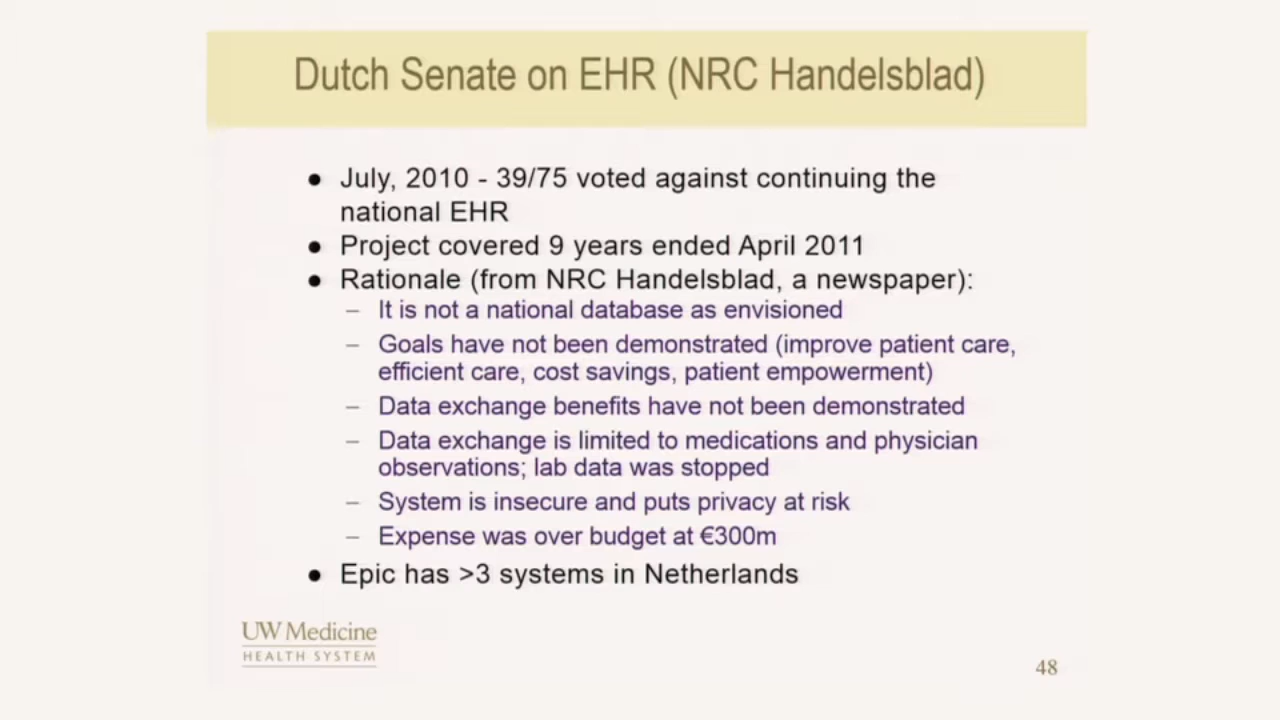 Dutch Senate on EHR (NRC Handelsblad)
● July, 2010 - 39/75 voted against continuing the
national EHR
● Project covered 9 years ended April 2011
● Rationale (from NRC Handelsblad, a newspaper):
– It is not a national database as envisioned
– Goals have not been demonstrated (improve patient care,
efficient care, cost savings, patient empowerment)
– Data exchange benefits have not been demonstrated
– Data exchange is limited to medications and physician
observations; lab data was stopped
– System is insecure and puts privacy at risk
– Expense was over budget at €300m
● Epic has >3 systems in Netherlands
UW Medicine
HEALTH SYSTEM
48